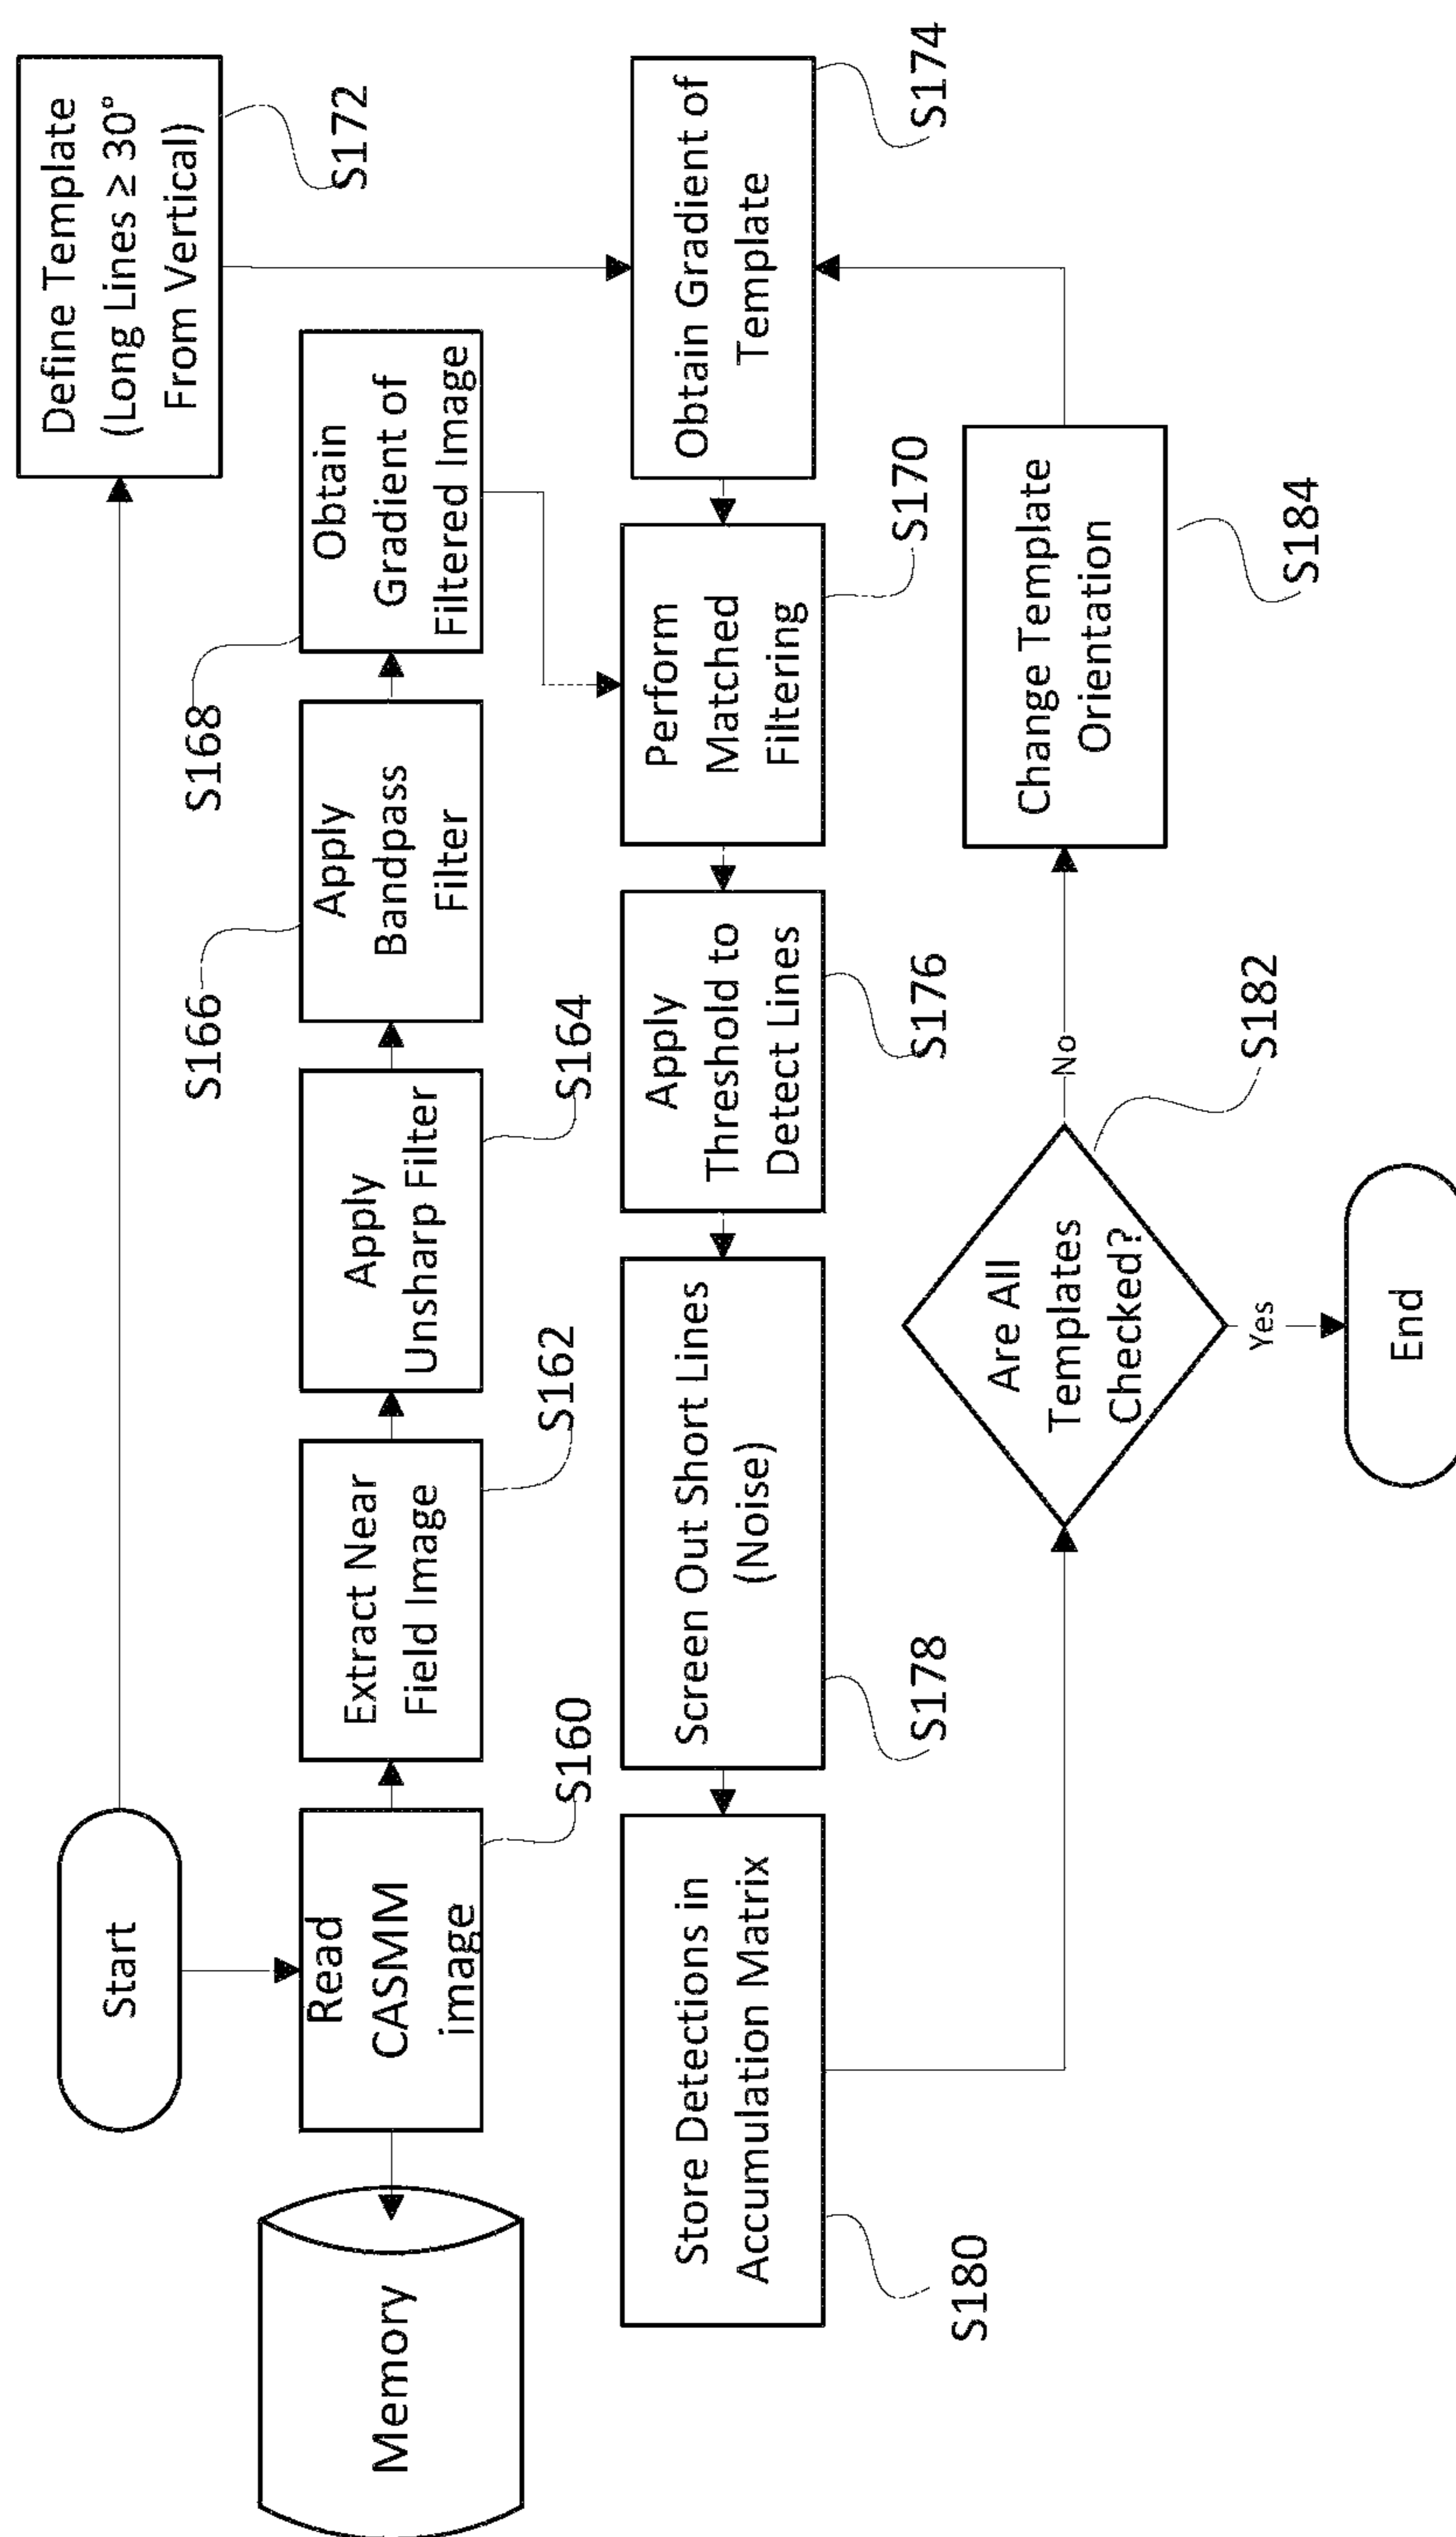 Start
Define Template
(Long Lines ≥ 30°
From Vertical)
S172
S166
S168
Memory
Read
CASMM
image
Extract Near
Field Image
Apply
Unsharp Filter
Apply
Bandpass
Filter
Obtain
Gradient of
Filtered Image
S160
S162
S164
Store Detections in
Accumulation Matrix
Screen Out Short Lines
(Noise)
Apply
Threshold to
Detect Lines
Perform
Matched
Filtering
Obtain Gradient of
Template
S180
S178
S176
S170
S174
Are All
Templates
Checked?
No
Change Template
Orientation
S182
S184
Yes
End